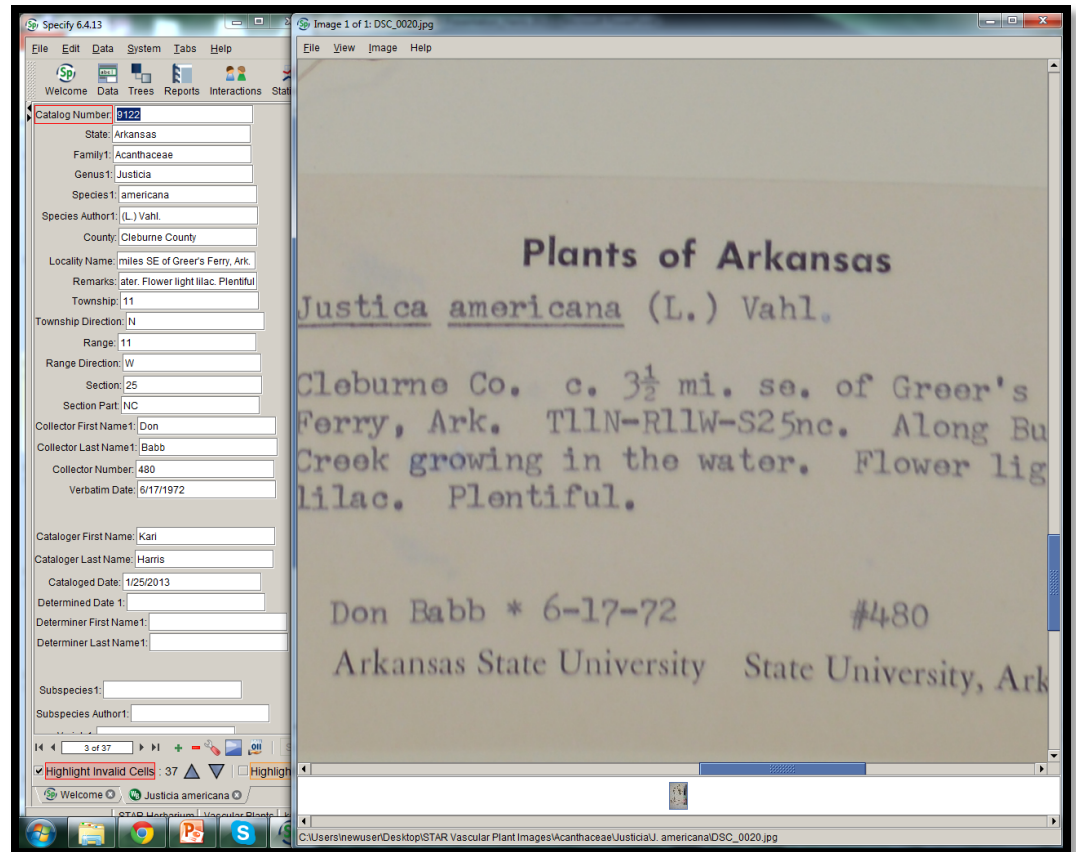 Specify 6.4.13
File Edit Data System Tabs Help
Welcome Data Trees Reports Interactions Stati
Catalog Number: 9122
State: Arkansas
Family1: Acanthaceae
Genus1: Justicia
Species1: americana
Species Author1: (L.) Vahl.
County: Cleburne County
Locality Name: miles SE of Greer's Ferry, Ark.
Remarks: ater. Flower light lilac. Plentiful
Township: 11
Township Direction: N
Range: 11
Range Direction: W
Section: 25
Section Part: NC
Collector First Name1: Don
Collector Last Name1: Babb
Collector Number: 480
Verbatim Date: 6/17/1972
Cataloger First Name: Kari
Cataloger Last Name: Harris
Cataloged Date: 1/25/2013
Determined Date 1:
Determiner First Name1:
Determiner Last Name1:
Subspecies1:
Subspecies Author1:
3 of 37
Highlight Invalid Cells : 37 Highligh
Welcome Justicia americana
STAR Herbarium Vascular Plants
Image 1 of 1: DSC_0020.jpg
File View Image Help
Plants of Arkansas
Justica americana (L.) Vahl.
Cleburne Co. c. 3½ mi. se. of Greer's
Ferry, Ark. T11N-R11W-S25nc. Along Bu
Creek growing in the water. Flower lig
lilac. Plentiful.
Don Babb * 6-17-72 #480
Arkansas State University State University, Ark
C:\Users\newuser\Desktop\STAR Vascular Plant Images\Acanthaceae\Justicia\J. americana\DSC_0020.jpg